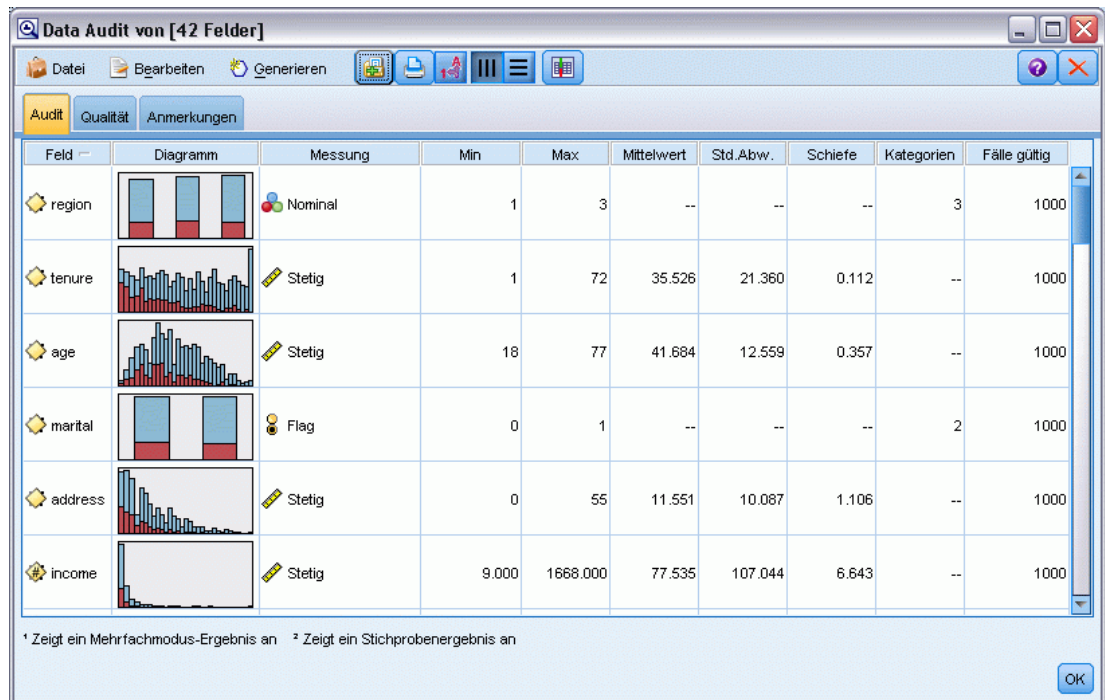 Data Audit von [42 Felder]
Datei Bearbeiten Generieren
Audit Qualität Anmerkungen
Feld Diagramm Messung Min Max Mittelwert Std.Abw. Schiefe Kategorien Fälle gültig
region Nominal 1 3 -- -- -- 3 1000
tenure Stetig 1 72 35.526 21.360 0.112 -- 1000
age Stetig 18 77 41.684 12.559 0.357 -- 1000
marital Flag 0 1 -- -- -- 2 1000
address Stetig 0 55 11.551 10.087 1.106 -- 1000
income Stetig 9.000 1668.000 77.535 107.044 6.643 -- 1000
¹ Zeigt ein Mehrfachmodus-Ergebnis an ² Zeigt ein Stichprobenergebnis an
OK